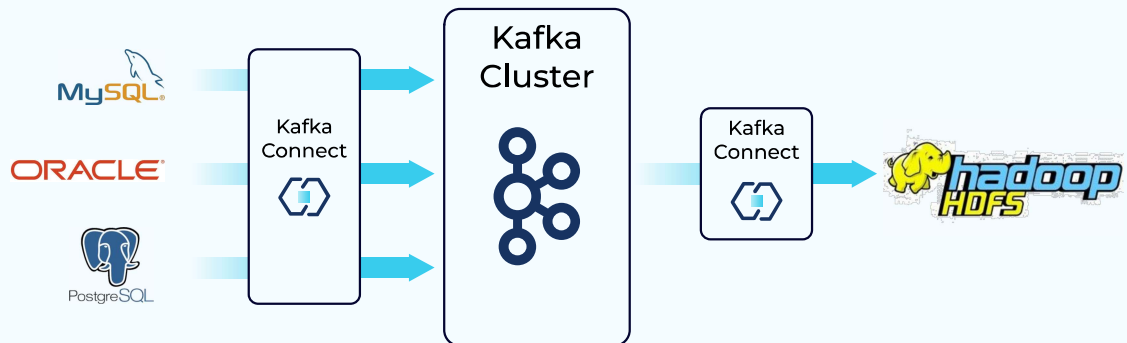 MySQL®
ORACLE®
PostgreSQL
Kafka
Connect
Kafka
Cluster
Kafka
Connect
hadoop
HDFS